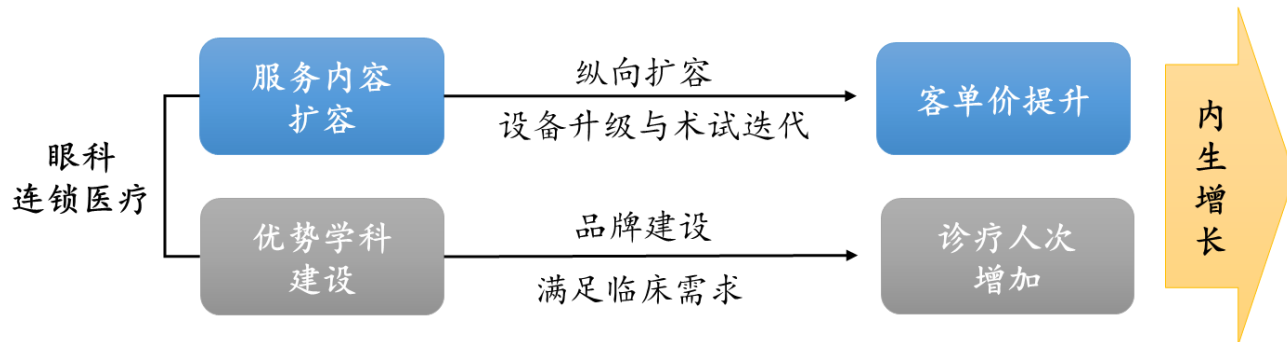 眼科
连锁医疗
服务内容
扩容
纵向扩容
设备升级与术试迭代
客单价提升
优势学科
建设
品牌建设
满足临床需求
诊疗人次
增加
内
生
增
长